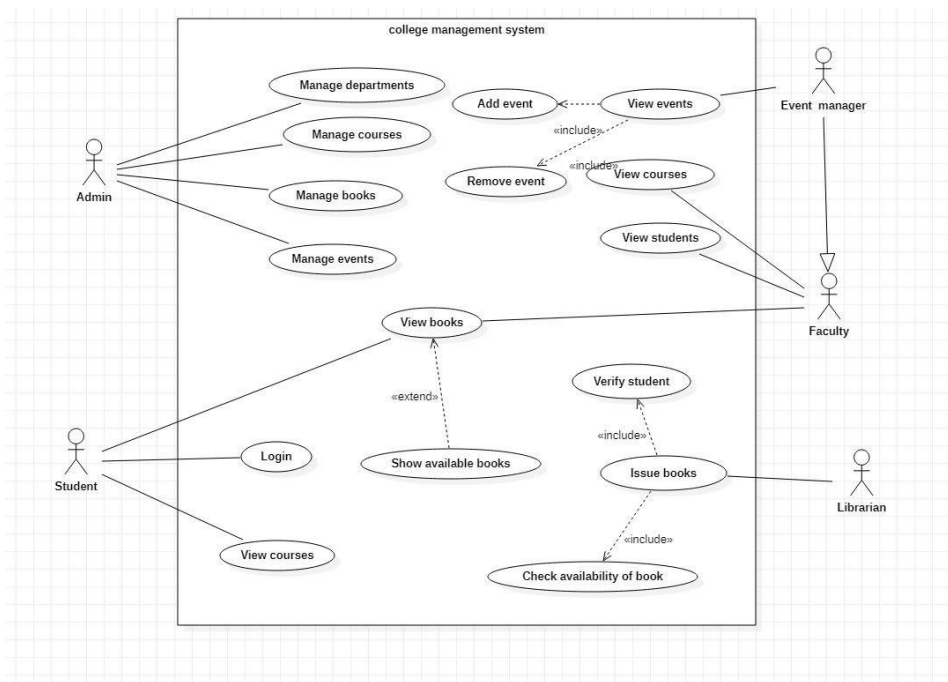 college management system
Manage departments
Add event
View events
Event manager
Manage courses
«include»
«include»
Admin
Manage books
Remove event
View courses
Manage events
View students
View books
Faculty
Verify student
«extend»
«include»
Login
Show available books
Issue books
Student
Librarian
«include»
View courses
Check availability of book